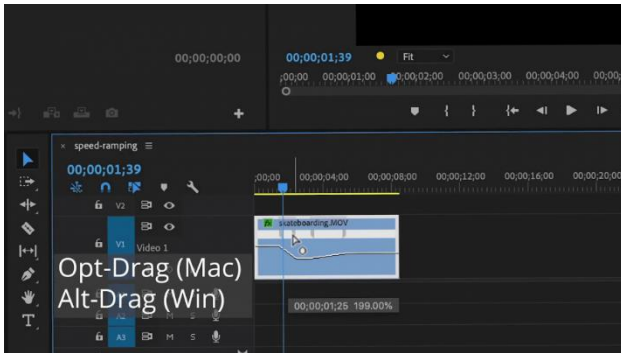 00;00;00;00
00;00;01;39 Fit
;00;00 00;00;01;00 00;00;02;00 00;00;03;00 00;00;04;00 00;00;
× speed-ramping
00;00;01;39
;00;00 00;00;04;00 00;00;08;00 00;00;12;00 00;00;16;00 00;00;20;00
V2
fx skateboarding.MOV
V1 Video 1
Opt-Drag (Mac)
Alt-Drag (Win)
00;00;01;25 199.00%
A3 M S